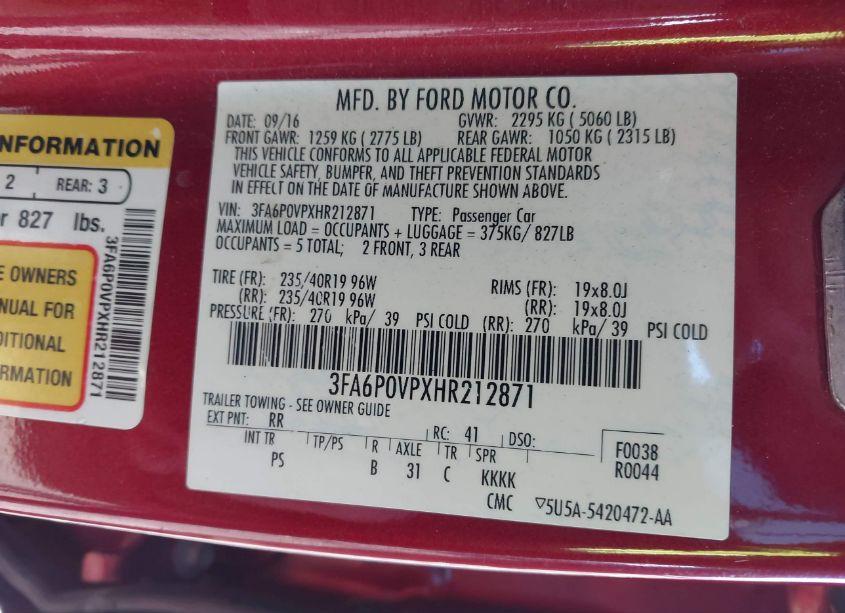 NFORMATION
2
REAR: 3
r 827 lbs.
E OWNERS
NUAL FOR
DITIONAL
RMATION
3FA6P0VPXHR212871
MFD. BY FORD MOTOR CO.
DATE: 09/16 GVWR: 2295 KG ( 5060 LB)
FRONT GAWR: 1259 KG ( 2775 LB) REAR GAWR: 1050 KG ( 2315 LB)
THIS VEHICLE CONFORMS TO ALL APPLICABLE FEDERAL MOTOR
VEHICLE SAFETY, BUMPER, AND THEFT PREVENTION STANDARDS
IN EFFECT ON THE DATE OF MANUFACTURE SHOWN ABOVE.
VIN: 3FA6P0VPXHR212871 TYPE: Passenger Car
MAXIMUM LOAD = OCCUPANTS + LUGGAGE = 375KG/ 827LB
OCCUPANTS = 5 TOTAL; 2 FRONT, 3 REAR
TIRE (FR): 235/40R19 96W RIMS (FR): 19x8.0J
(RR): 235/40R19 96W (RR): 19x8.0J
PRESSURE (FR): 270 kPa/ 39 PSI COLD (RR): 270 kPa/ 39 PSI COLD
3FA6P0VPXHR212871
TRAILER TOWING - SEE OWNER GUIDE
EXT PNT: RR RC: 41 DSO: F0038
INT TR TP/PS R AXLE TR SPR R0044
PS B 31 C KKKK
CMC ▽5U5A-5420472-AA